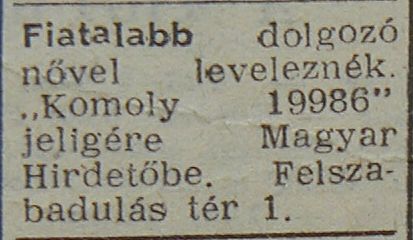 Fiatalabb dolgozó
nővel leveleznék.
„Komoly 19986”
jeligére Magyar
Hirdetőbe. Felsza-
badulás tér 1.